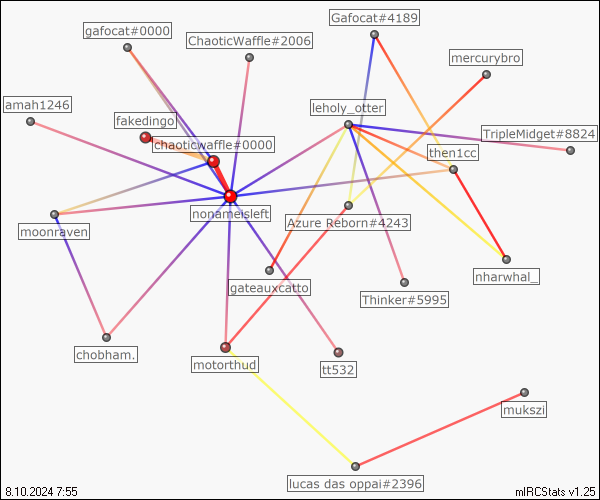 Gafocat#4189
gafocat#0000
ChaoticWaffle#2006
mercurybro
amah1246
leholy_otter
fakedingo
TripleMidget#8824
chaoticwaffle#0000
then1cc
nonameisleft
Azure Reborn#4243
moonraven
nharwhal_
gateauxcatto
Thinker#5995
chobham.
motorthud
tt532
mukszi
lucas das oppai#2396
8.10.2024 7:55
mIRCStats v1.25